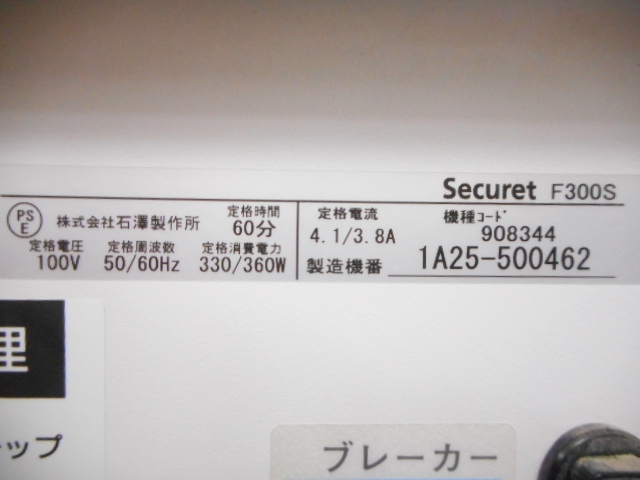 Securet F300S
PSE 株式会社石澤製作所 定格時間 60分 定格電流 4.1/3.8A 機種コード 908344
定格電圧 100V 定格周波数 50/60Hz 定格消費電力 330/360W 製造機番 1A25-500462
理
ップ
ブレーカー